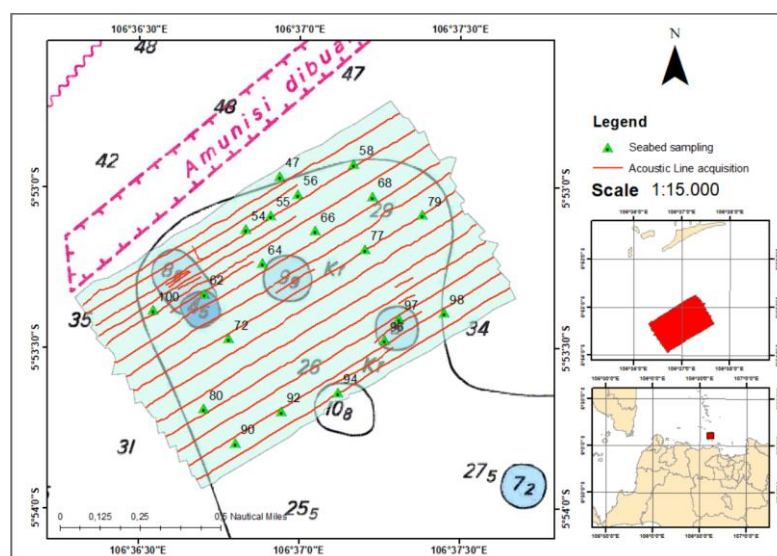 106°36'30"E
106°37'0"E
106°37'30"E
48
47
48
Amunisi dibua
42
5°53'0"S
5°53'0"S
47
58
56
68
55
29
79
54
66
77
64
Kr
9₉
62
100
4₅
35
97
98
34
96
72
5°53'30"S
5°53'30"S
26
Kr
94
80
92
10₈
31
90
27₅
7₂
25₅
5°54'0"S
5°54'0"S
0
0,125
0,25
0,5 Nautical Miles
106°36'30"E
106°37'0"E
106°37'30"E
N
Legend
Seabed sampling
Acoustic Line acquisition
Scale 1:15.000